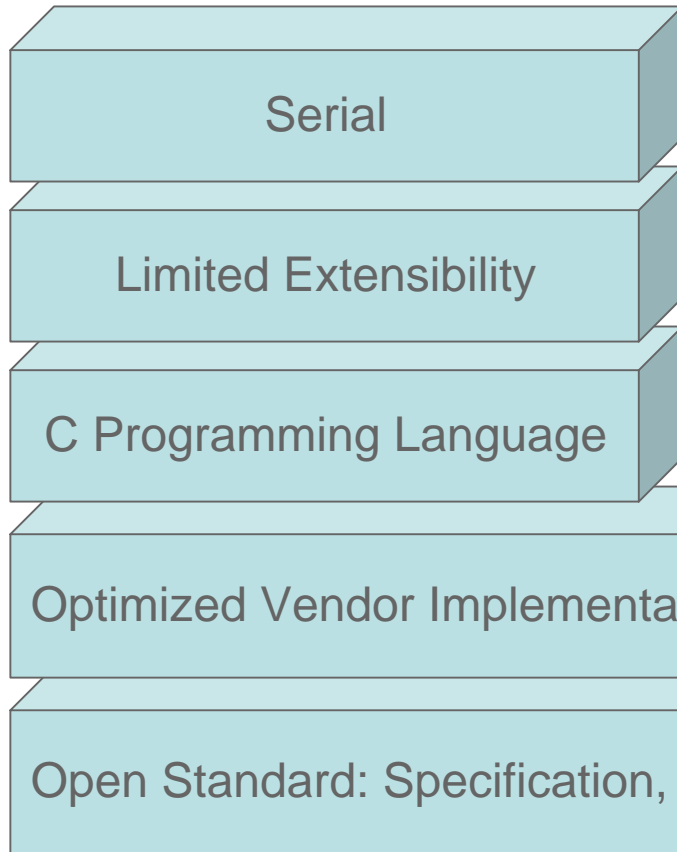 Serial
Limited Extensibility
C Programming Language
Optimized Vendor Implementa
Open Standard: Specification,